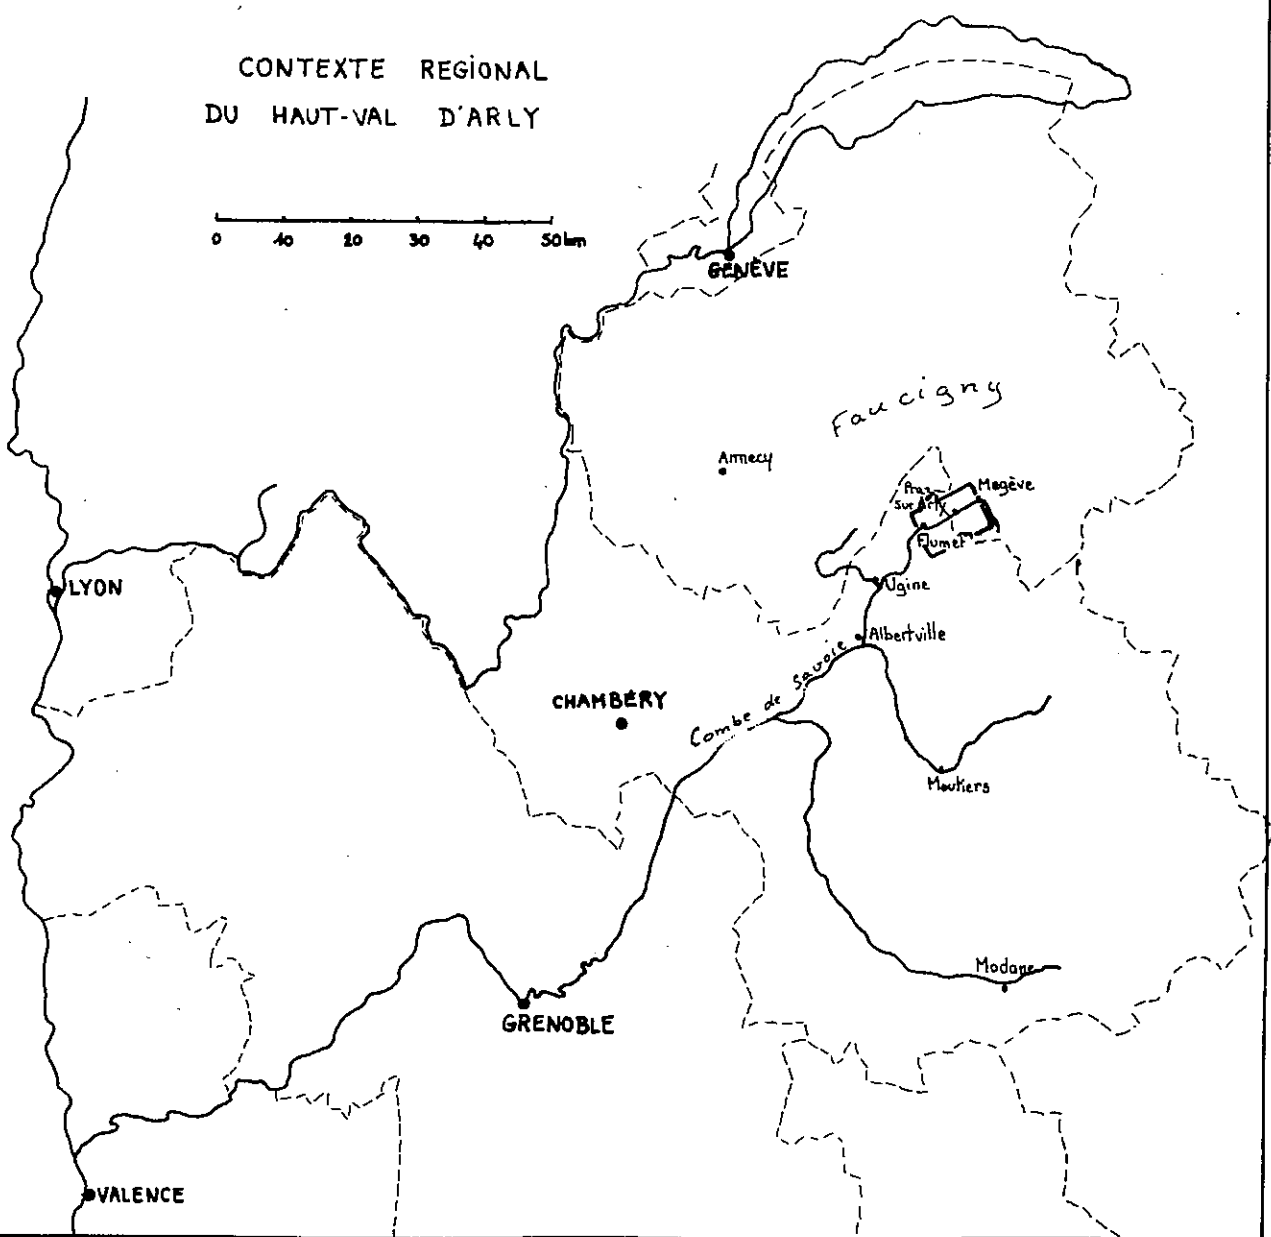 CONTEXTE REGIONAL
DU HAUT-VAL D'ARLY
0 10 20 30 40 50 km
GENÈVE
Faucigny
Annecy
Megève
Praz
Sur Arly
Flumet
Ugine
LYON
Albertville
Combe de Savoie
CHAMBÉRY
Moutiers
Modane
GRENOBLE
VALENCE